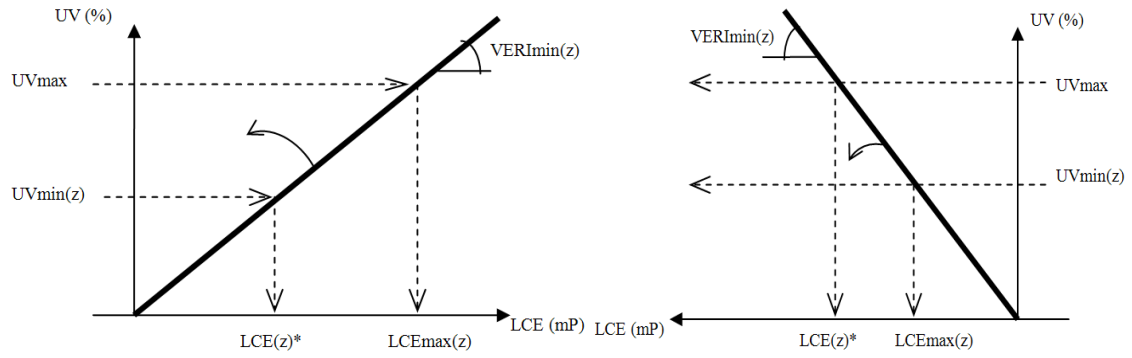 UV (%)
VERImin(z)
UVmax
UVmin(z)
LCE (mP)
LCE(z)*
LCEmax(z)
UV (%)
VERImin(z)
UVmax
UVmin(z)
LCE (mP)
LCE(z)*
LCEmax(z)